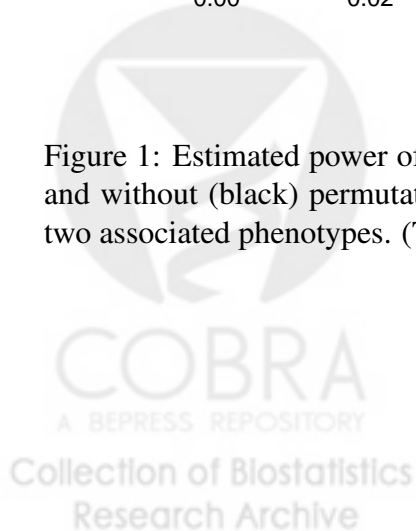 0.00 0.02
Figure 1: Estimated power of
and without (black) permutat
two associated phenotypes. (
COBRA
A BEPRESS REPOSITORY
Collection of Biostatistics
Research Archive